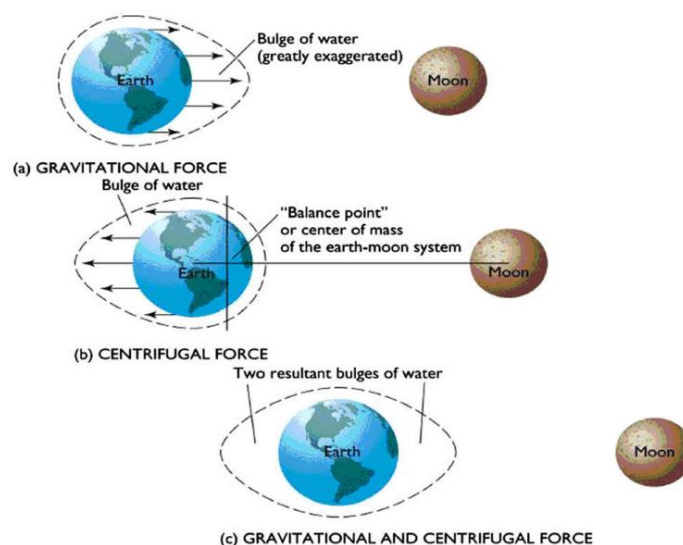 Bulge of water
(greatly exaggerated)
Earth
Moon
(a) GRAVITATIONAL FORCE
Bulge of water
“Balance point”
or center of mass
of the earth-moon system
Earth
Moon
(b) CENTRIFUGAL FORCE
Two resultant bulges of water
Earth
Moon
(c) GRAVITATIONAL AND CENTRIFUGAL FORCE